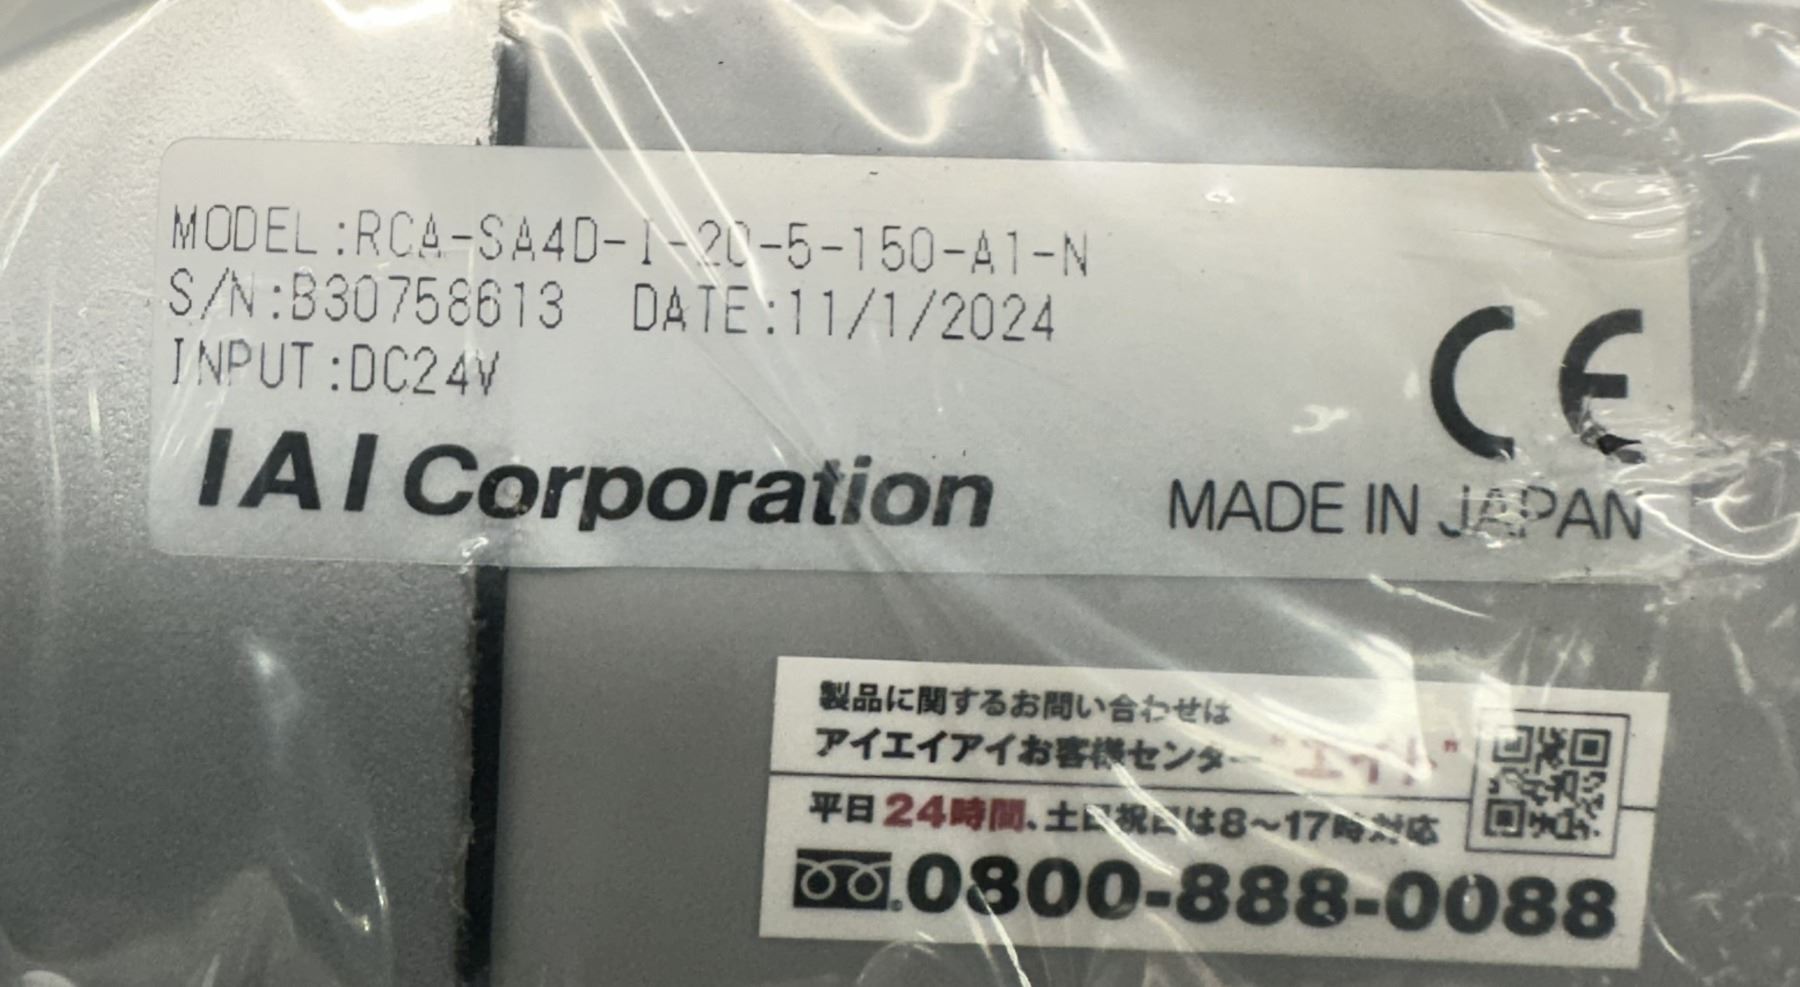 MODEL:RCA-SA4D-I-20-5-150-A1-N
S/N:B30758613 DATE:11/1/2024
INPUT:DC24V
IAI Corporation
CE
MADE IN JAPAN
製品に関するお問い合わせは
アイエイアイお客様センター "エイト"
平日24時間、土日祝日は8～17時対応
0800-888-0088